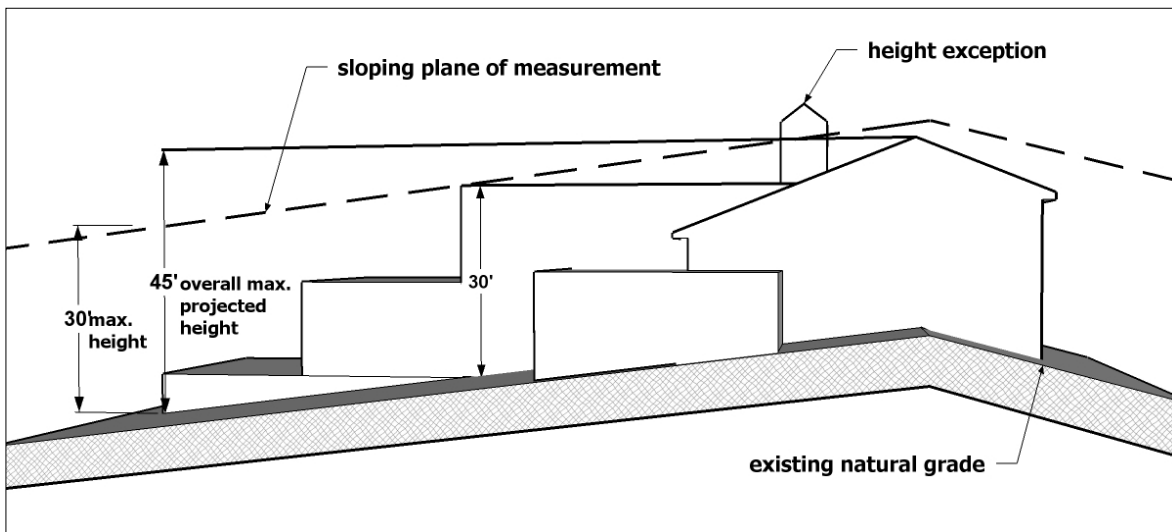 height exception
sloping plane of measurement
45' overall max.
projected
height
30'
30' max.
height
existing natural grade